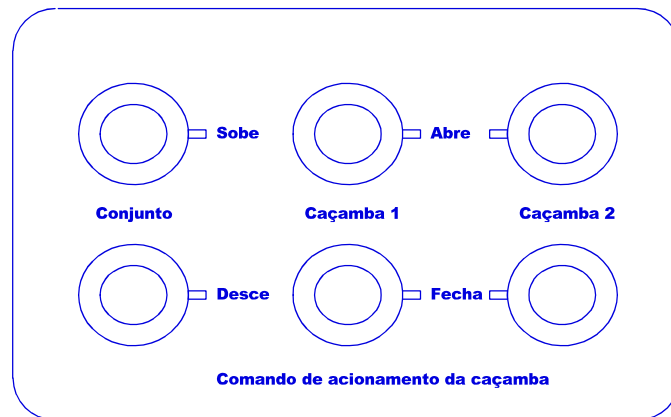 Sobe Abre
Conjunto Caçamba 1 Caçamba 2
Desce Fecha
Comando de acionamento da caçamba